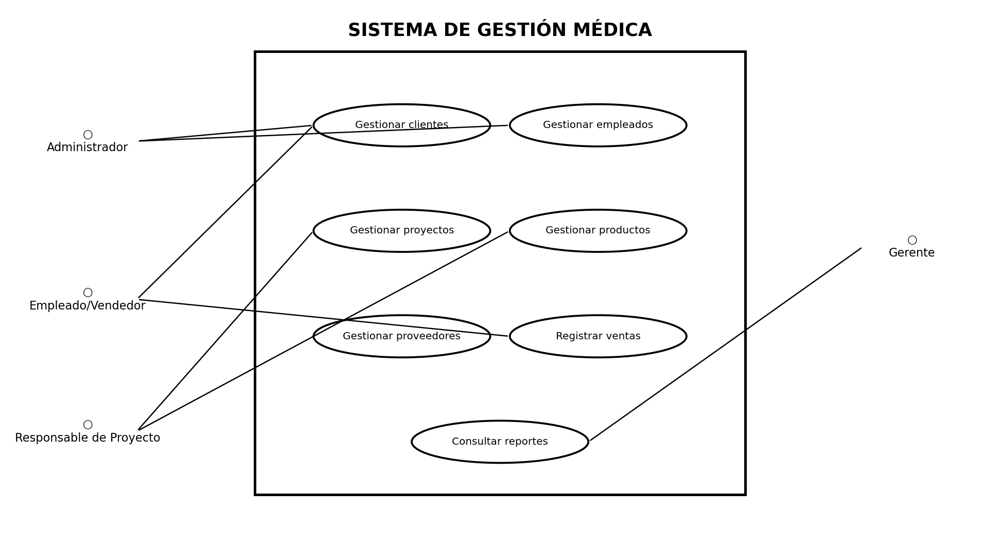 SISTEMA DE GESTIÓN MÉDICA
Administrador
Gestionar clientes
Gestionar empleados
Gestionar proyectos
Gestionar productos
Gerente
Empleado/Vendedor
Gestionar proveedores
Registrar ventas
Responsable de Proyecto
Consultar reportes